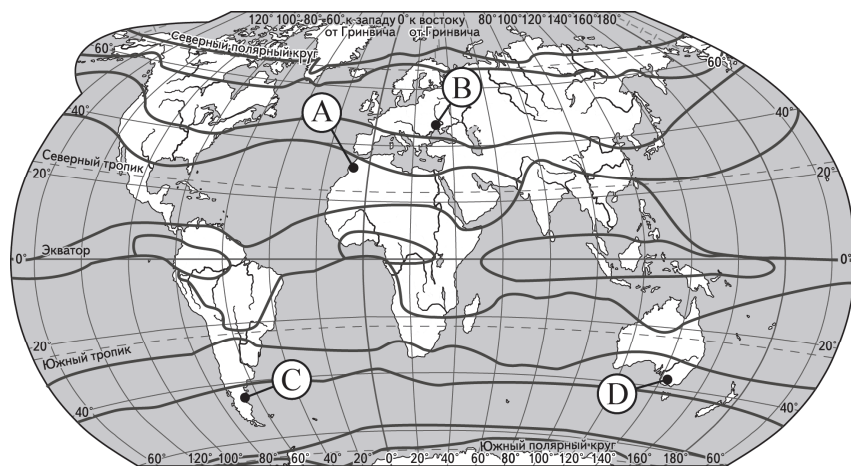 120° 100°-80°-60° к западу 0° к востоку 80°100°120°140°160°180°
от Гринвича от Гринвича
Северный полярный круг
60°
60°
A
B
40°
40°
Северный тропик
20°
20°
Экватор
0°
0°
20°
20°
Южный тропик
C
D
40°
40°
Южный полярный круг
60° 120° 100° 80° 60° 40° 20° 0° 20° 40° 60° 80° 100° 120° 140° 160° 180° 60°